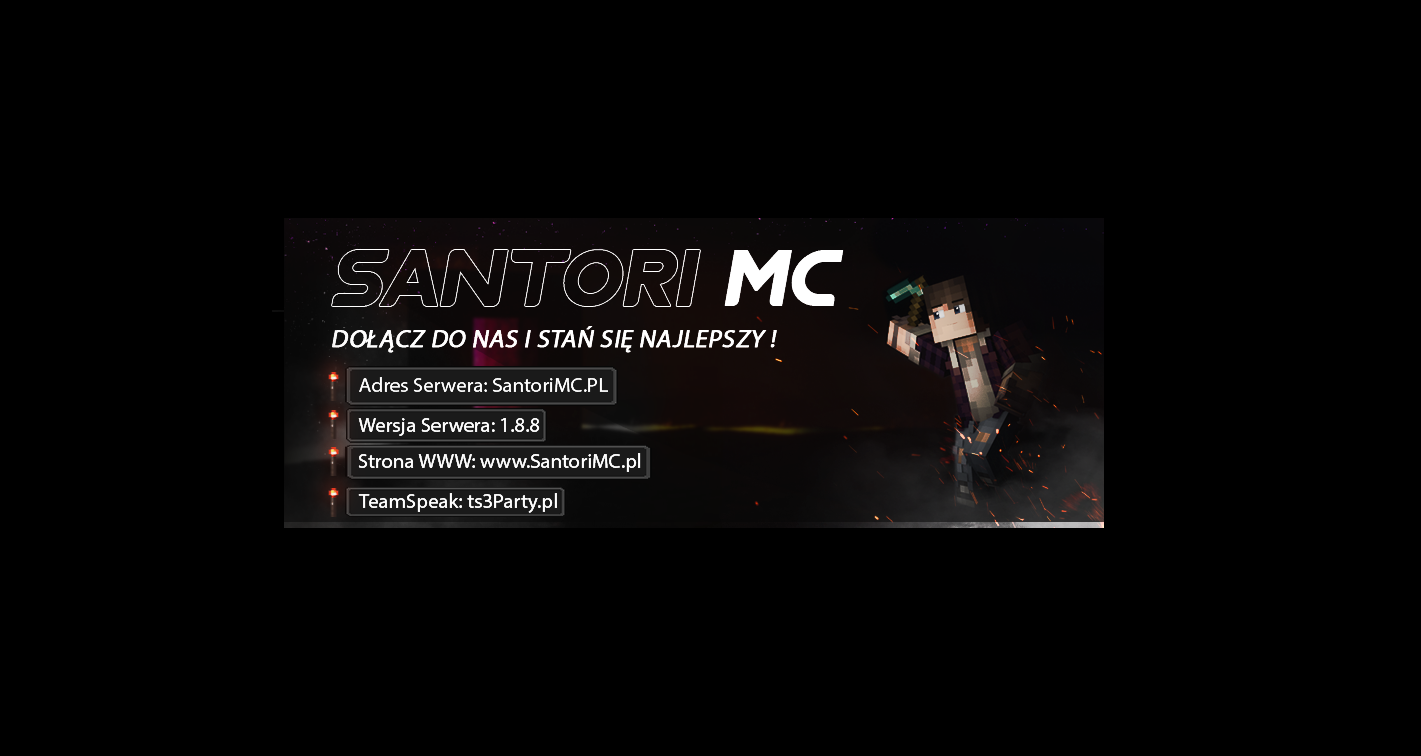 SANTORI MC
DOŁĄCZ DO NAS I STAŃ SIĘ NAJLEPSZY !
Adres Serwera: SantoriMC.PL
Wersja Serwera: 1.8.8
Strona WWW: www.SantoriMC.pl
TeamSpeak: ts3Party.pl